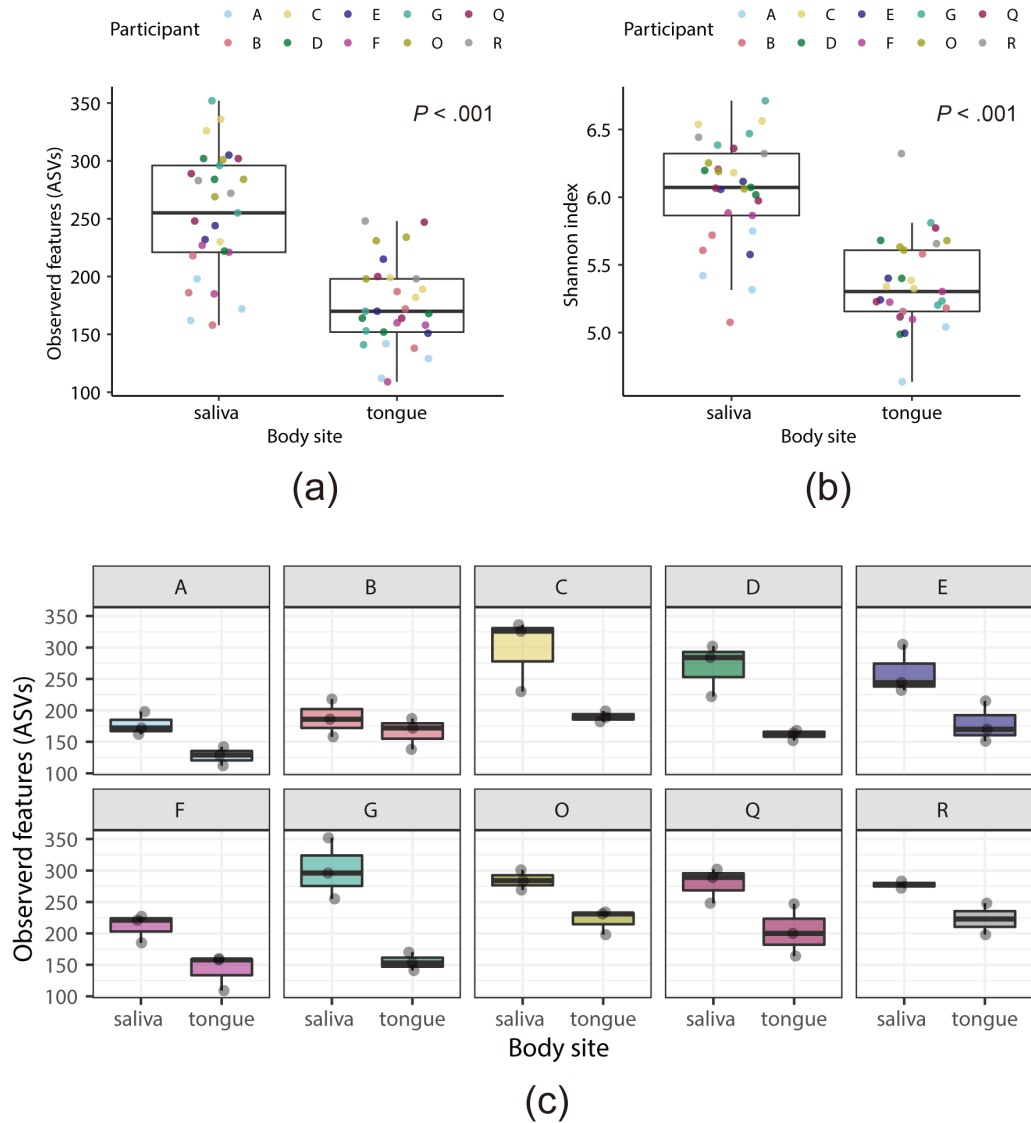 Participant
A C E G Q
B D F O R
Observerd features (ASVs)
350
300
250
200
150
100
P < .001
saliva tongue
Body site
(a)
Participant
A C E G Q
B D F O R
Shannon index
6.5
6.0
5.5
5.0
P < .001
saliva tongue
Body site
(b)
Observerd features (ASVs)
A B C D E
350
300
250
200
150
100
F G O Q R
350
300
250
200
150
100
saliva tongue saliva tongue saliva tongue saliva tongue saliva tongue
Body site
(c)